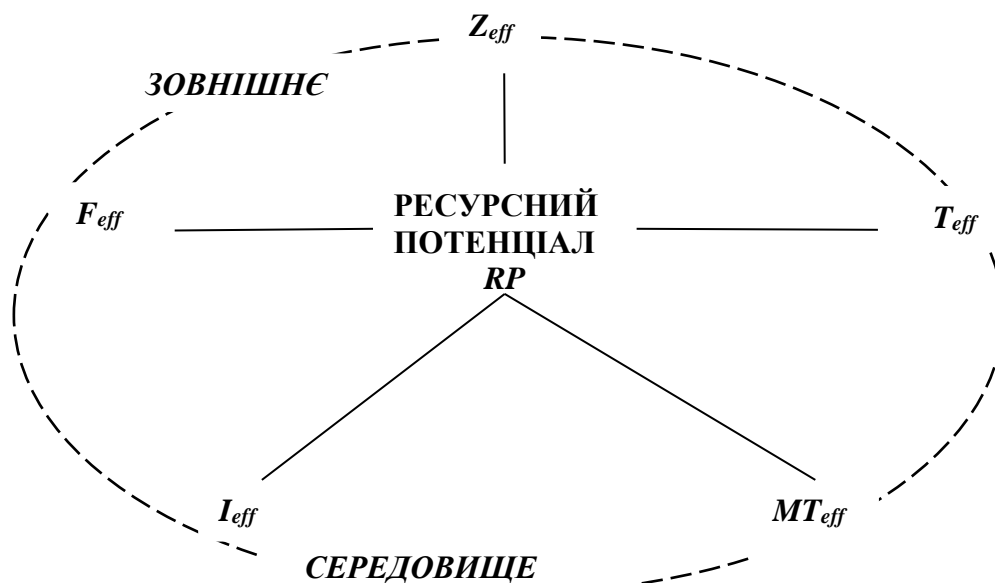 Zeff
ЗОВНІШНЄ
Feff
РЕСУРСНИЙ
ПОТЕНЦІАЛ
RP
Teff
Ieff
MTeff
СЕРЕДОВИЩЕ